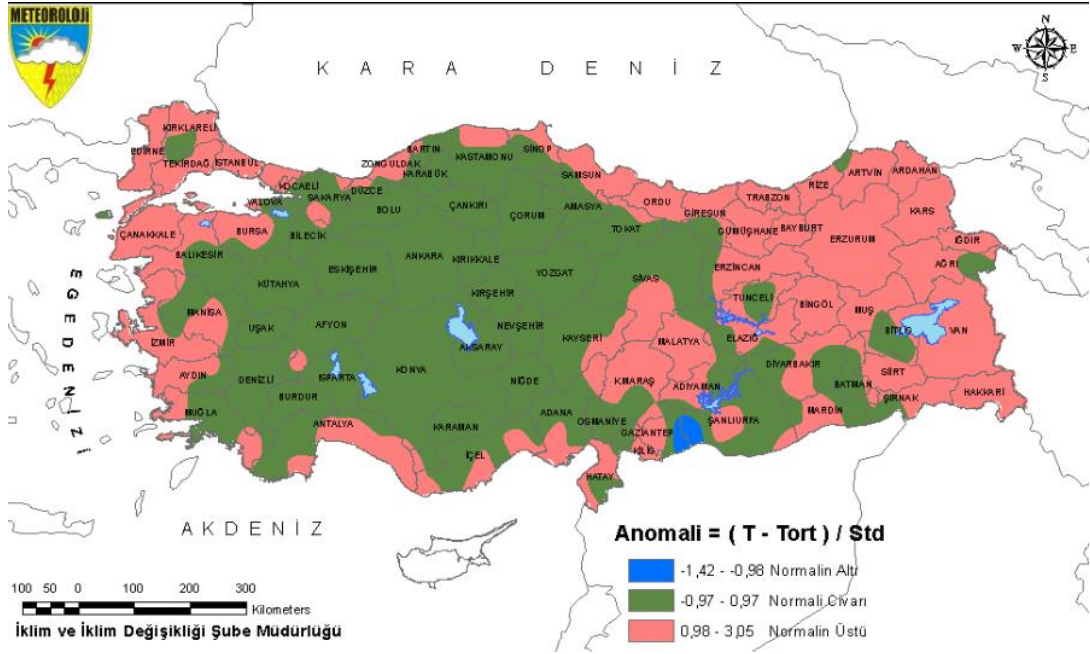 METEOROLOJİ
N
W E
S
KARA DENİZ
KIRKLARELİ
EDİRNE
TEKİRDAĞ
İSTANBUL
KOCAELİ
YALOVA
SAKARYA
DÜZCE
ZONGULDAK
BARTIN
KARABÜK
KASTAMONU
SİNOP
SAMSUN
ORDU
GİRESUN
TRABZON
RİZE
ARTVİN
ARDAHAN
KARS
IĞDIR
AĞRI
ERZURUM
BAYBURT
GÜMÜŞHANE
ERZİNCAN
TUNCELİ
BİNGÖL
MUŞ
BİTLİS
VAN
HAKKARİ
ŞIRNAK
SİİRT
BATMAN
MARDİN
DİYARBAKIR
ELAZIĞ
MALATYA
ADIYAMAN
ŞANLIURFA
GAZİANTEP
KİLİS
HATAY
OSMANİYE
K.MARAŞ
ADANA
İÇEL
KARAMAN
NİĞDE
KAYSERİ
SİVAS
TOKAT
AMASYA
ÇORUM
ÇANKIRI
BOLU
BİLECİK
BURSA
ÇANAKKALE
BALIKESİR
KÜTAHYA
ESKİŞEHİR
ANKARA
KIRIKKALE
YOZGAT
KIRŞEHİR
NEVŞEHİR
AKSARAY
KONYA
AFYON
UŞAK
MANİSA
İZMİR
AYDIN
DENİZLİ
ISPARTA
BURDUR
MUĞLA
ANTALYA
EGE DENİZİ
AKDENİZ
Anomali = ( T - Tort ) / Std
-1,42 - -0,98 Normalin Altı
-0,97 - 0,97 Normali Civarı
0,98 - 3,05 Normalin Üstü
100 50 0 100 200 300
Kilometers
İklim ve İklim Değişikliği Şube Müdürlüğü